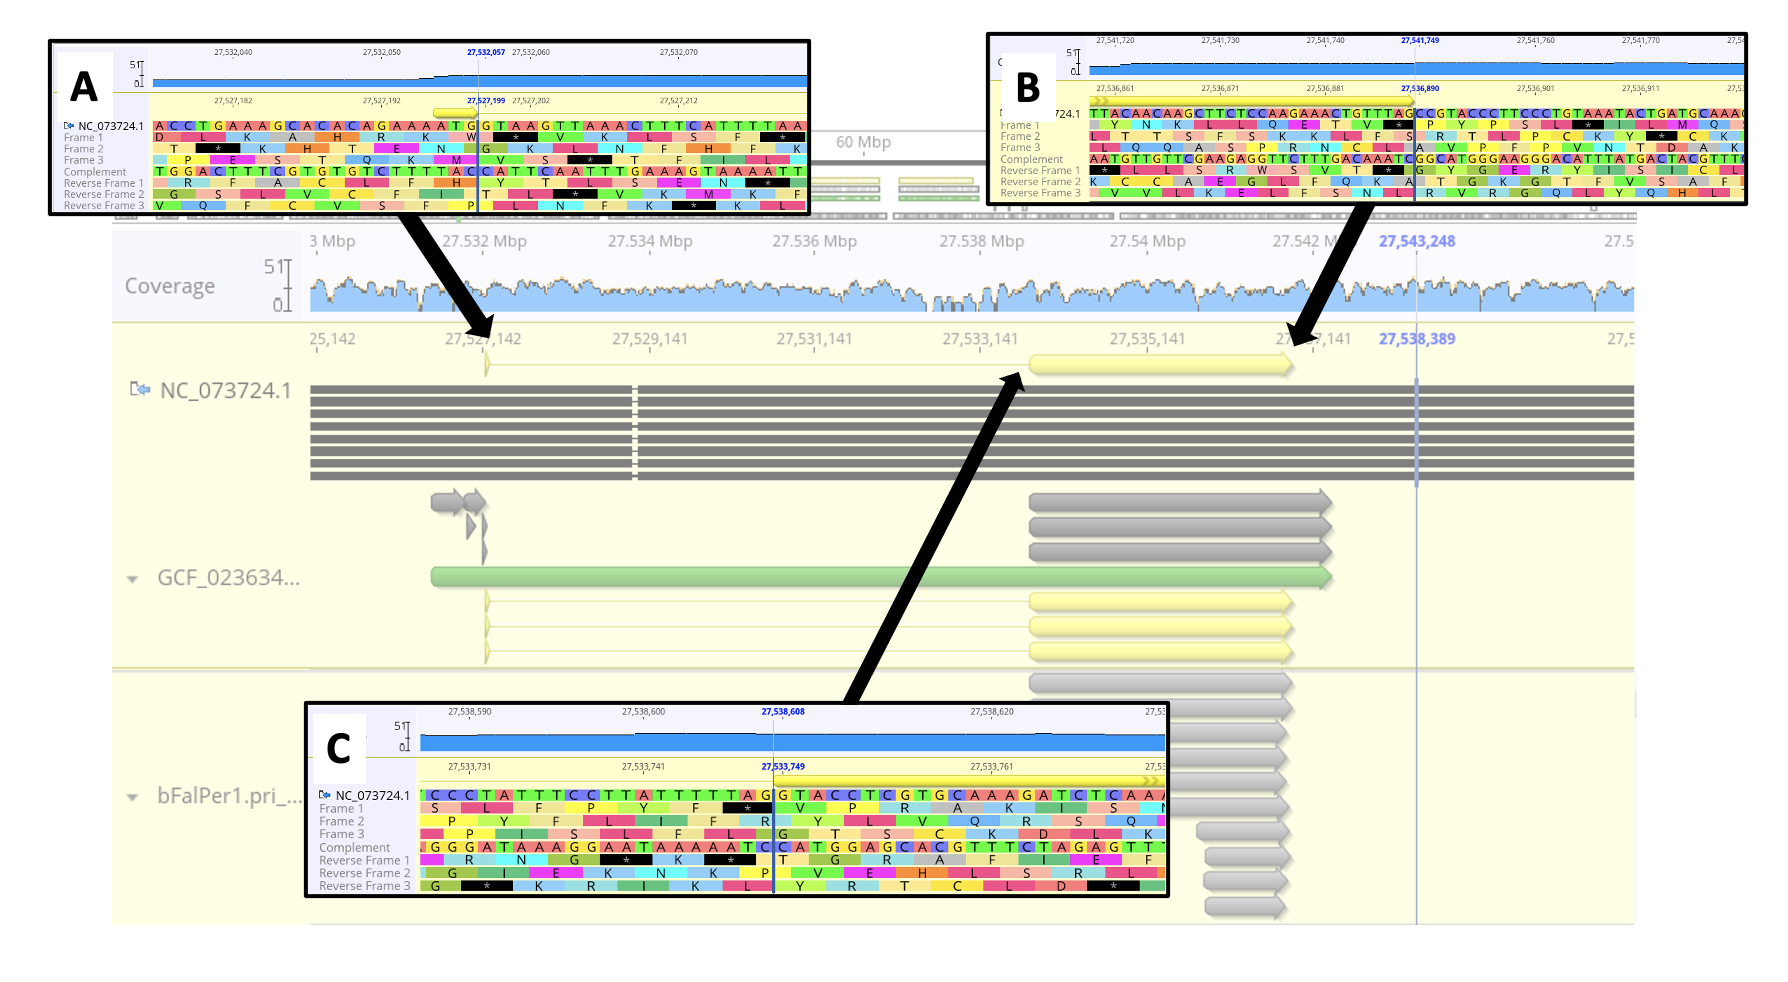 27,532,040 27,532,050 27,532,057 27,532,060 27,532,070
A
51
0
27,527,182 27,527,192 27,527,199 27,527,202 27,527,212
NC_073724.1 A C C T G A A A G C A C A C A G A A A A T G G T A A G T T A A A C T T T C A T T T T A A
Frame 1 D L K A H R K W * V K L S F *
Frame 2 T * K H T E N G K L N F H F K
Frame 3 P E S T Q K M V S * T F I L
Complement T G G A C T T T C G T G T G T C T T T T A C C A T T C A A T T T G A A A G T A A A A T T
Reverse Frame 1 R F A C L F H Y T L S E N *
Reverse Frame 2 G S L V C F I T L * V K M K F
Reverse Frame 3 V Q F C V S F P L N F K * K L
27,541,720 27,541,730 27,541,740 27,541,749 27,541,760 27,541,770
B
51
0
27,536,861 27,536,871 27,536,881 27,536,890 27,536,901 27,536,911
724.1 TTACAACAAGCTTCTCCAAGAAACTGTTTAGCCGTACCCTTCCCTGTAAATACTGATGCAAA
Frame 1 Y N K L L Q E T V * P Y P S L * I L M Q
Frame 2 L T T S F S K K L F S R T L P C K Y * C K
Frame 3 L Q Q A S P R N C L A V P F P V N T D A K
Complement AATGTTGTTCGAAGAGGTTCTTTGACAAATCGGCATGGGAAGGGACATTTATGACTACGTTT
Reverse Frame 1 * L L S R W S V T * G Y G E R Y I S I C L
Reverse Frame 2 K C C A E G L F Q K A T G K G T F V S A F
Reverse Frame 3 V V L K E L F S N L R V R G Q L Y Q H L
60 Mbp
3 Mbp 27.532 Mbp 27.534 Mbp 27.536 Mbp 27.538 Mbp 27.54 Mbp 27.542 M 27,543,248 27.5
Coverage
51
0
25,142 27,527,142 27,529,141 27,531,141 27,533,141 27,535,141 27,537,141 27,538,389 27,5
NC_073724.1
GCF_023634...
bFalPer1.pri_...
27,538,590 27,538,600 27,538,608 27,538,620 27,53
C
51
0
27,533,731 27,533,741 27,533,749 27,533,761 27,53
NC_073724.1 C C C T A T T T C C T T A T T T T T A G G T A C C T C G T G C A A A G A T C T C A A A
Frame 1 S L F P Y F * V P R A K I S N
Frame 2 P Y F L I F R Y L V Q R S Q
Frame 3 P I S L F L G T S C K D L K
Complement G G G A T A A A G G A A T A A A A A T C C A T G G A G C A C G T T T C T A G A G T T
Reverse Frame 1 R N G * K * T G R A F I E F
Reverse Frame 2 G I E K N K P V E H L S R L
Reverse Frame 3 G * K R I K L Y R T C L D *